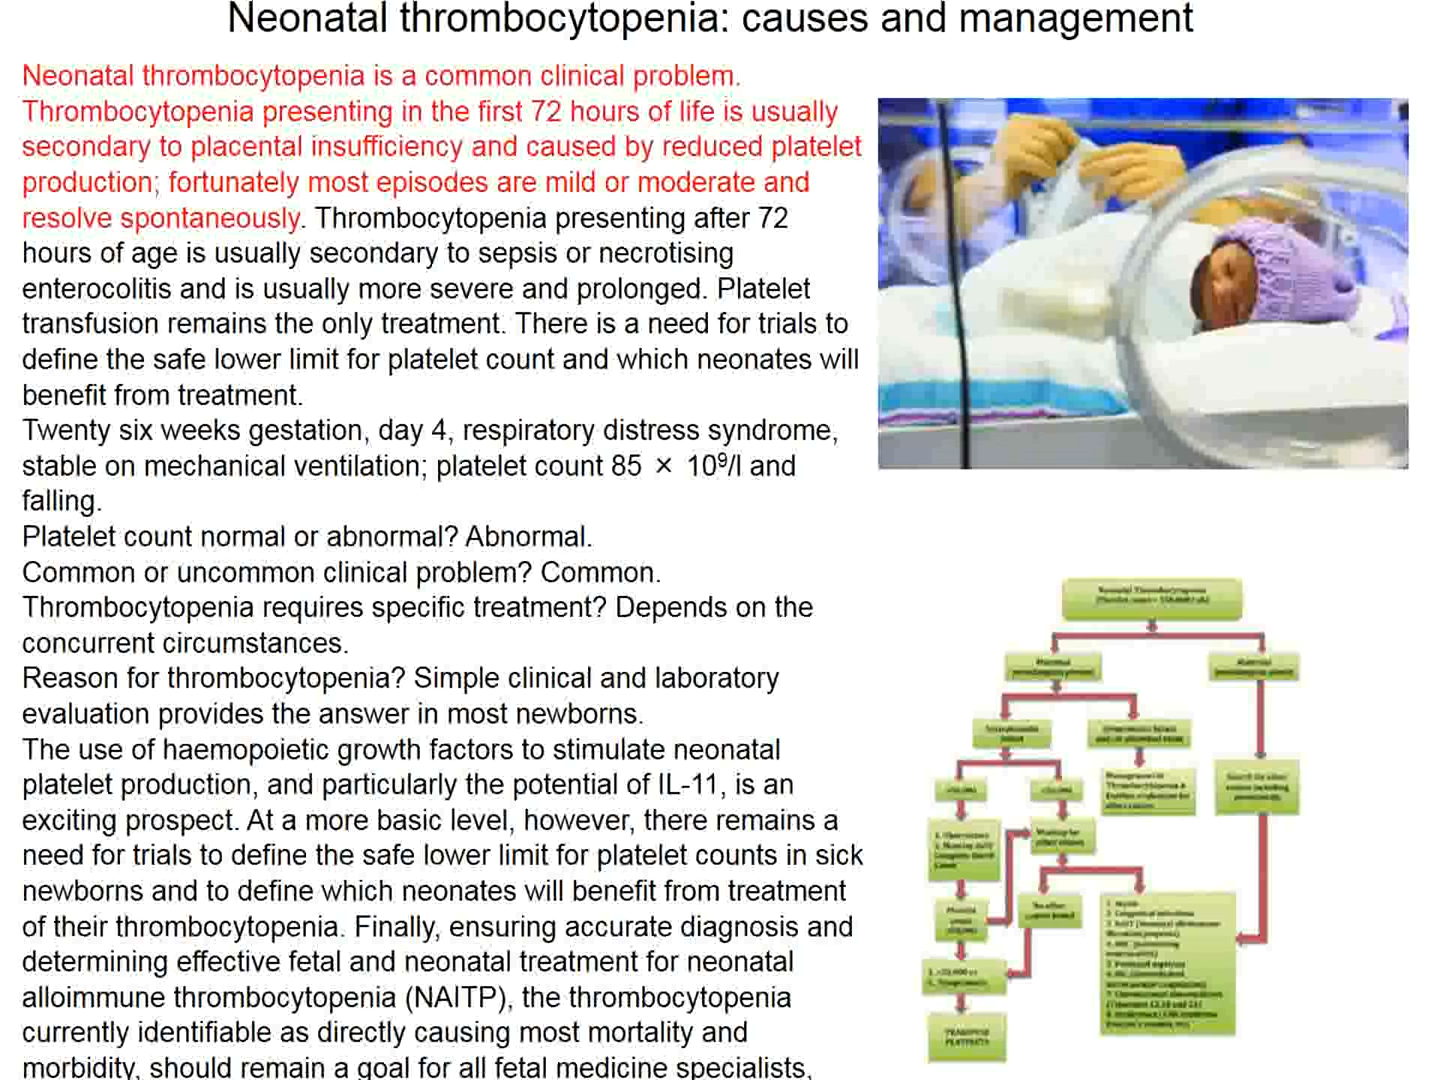 Neonatal thrombocytopenia: causes and management
Neonatal thrombocytopenia is a common clinical problem.
Thrombocytopenia presenting in the first 72 hours of life is usually
secondary to placental insufficiency and caused by reduced platelet
production; fortunately most episodes are mild or moderate and
resolve spontaneously. Thrombocytopenia presenting after 72
hours of age is usually secondary to sepsis or necrotising
enterocolitis and is usually more severe and prolonged. Platelet
transfusion remains the only treatment. There is a need for trials to
define the safe lower limit for platelet count and which neonates will
benefit from treatment.
Twenty six weeks gestation, day 4, respiratory distress syndrome,
stable on mechanical ventilation; platelet count 85 × 10⁹/l and
falling.
Platelet count normal or abnormal? Abnormal.
Common or uncommon clinical problem? Common.
Thrombocytopenia requires specific treatment? Depends on the
concurrent circumstances.
Reason for thrombocytopenia? Simple clinical and laboratory
evaluation provides the answer in most newborns.
The use of haemopoietic growth factors to stimulate neonatal
platelet production, and particularly the potential of IL-11, is an
exciting prospect. At a more basic level, however, there remains a
need for trials to define the safe lower limit for platelet counts in sick
newborns and to define which neonates will benefit from treatment
of their thrombocytopenia. Finally, ensuring accurate diagnosis and
determining effective fetal and neonatal treatment for neonatal
alloimmune thrombocytopenia (NAITP), the thrombocytopenia
currently identifiable as directly causing most mortality and
morbidity, should remain a goal for all fetal medicine specialists,
Neonatal Thrombocytopenia